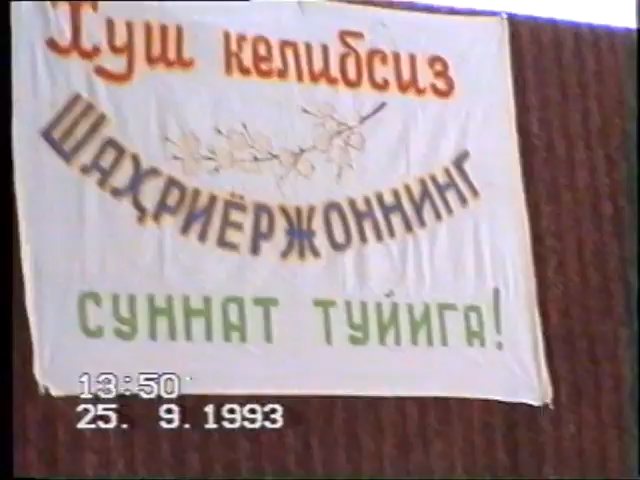 Хуш келибсиз
ШАҲРИЁРЖОННИНГ
СУННАТ ТУЙИГА!
13:50
25. 9.1993